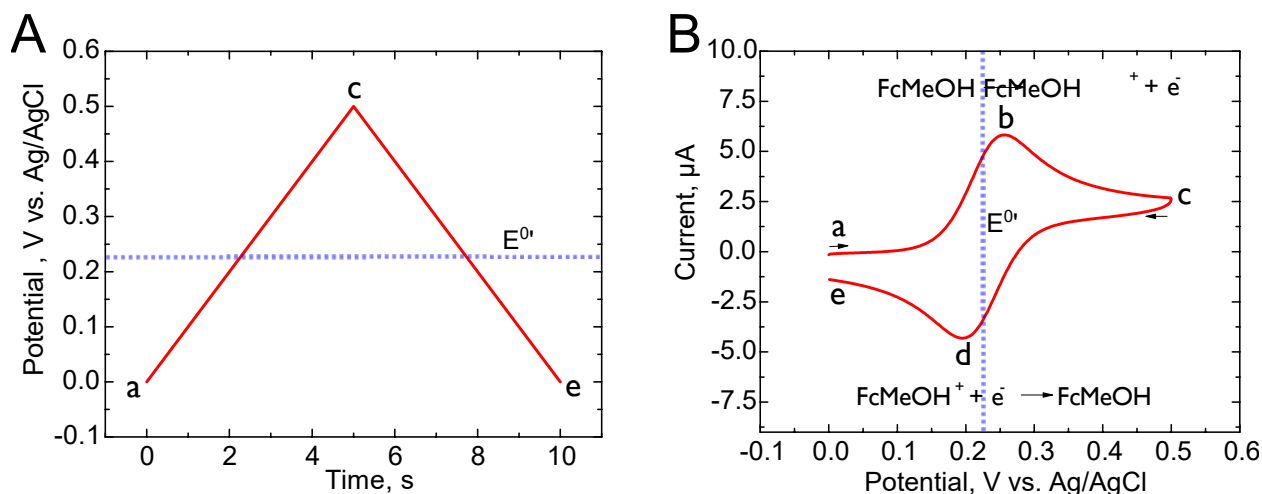 A
Potential , V vs. Ag/AgCl
0.6
0.5
0.4
0.3
0.2
0.1
0.0
-0.1
c
E0'
a
e
0
2
4
6
8
10
Time, s
B
Current, µA
10.0
7.5
5.0
2.5
0.0
-2.5
-5.0
-7.5
FcMeOH FcMeOH + + e-
b
c
a
E0'
e
d
FcMeOH+ + e- → FcMeOH
-0.1
0.0
0.1
0.2
0.3
0.4
0.5
0.6
Potential, V vs. Ag/AgCl